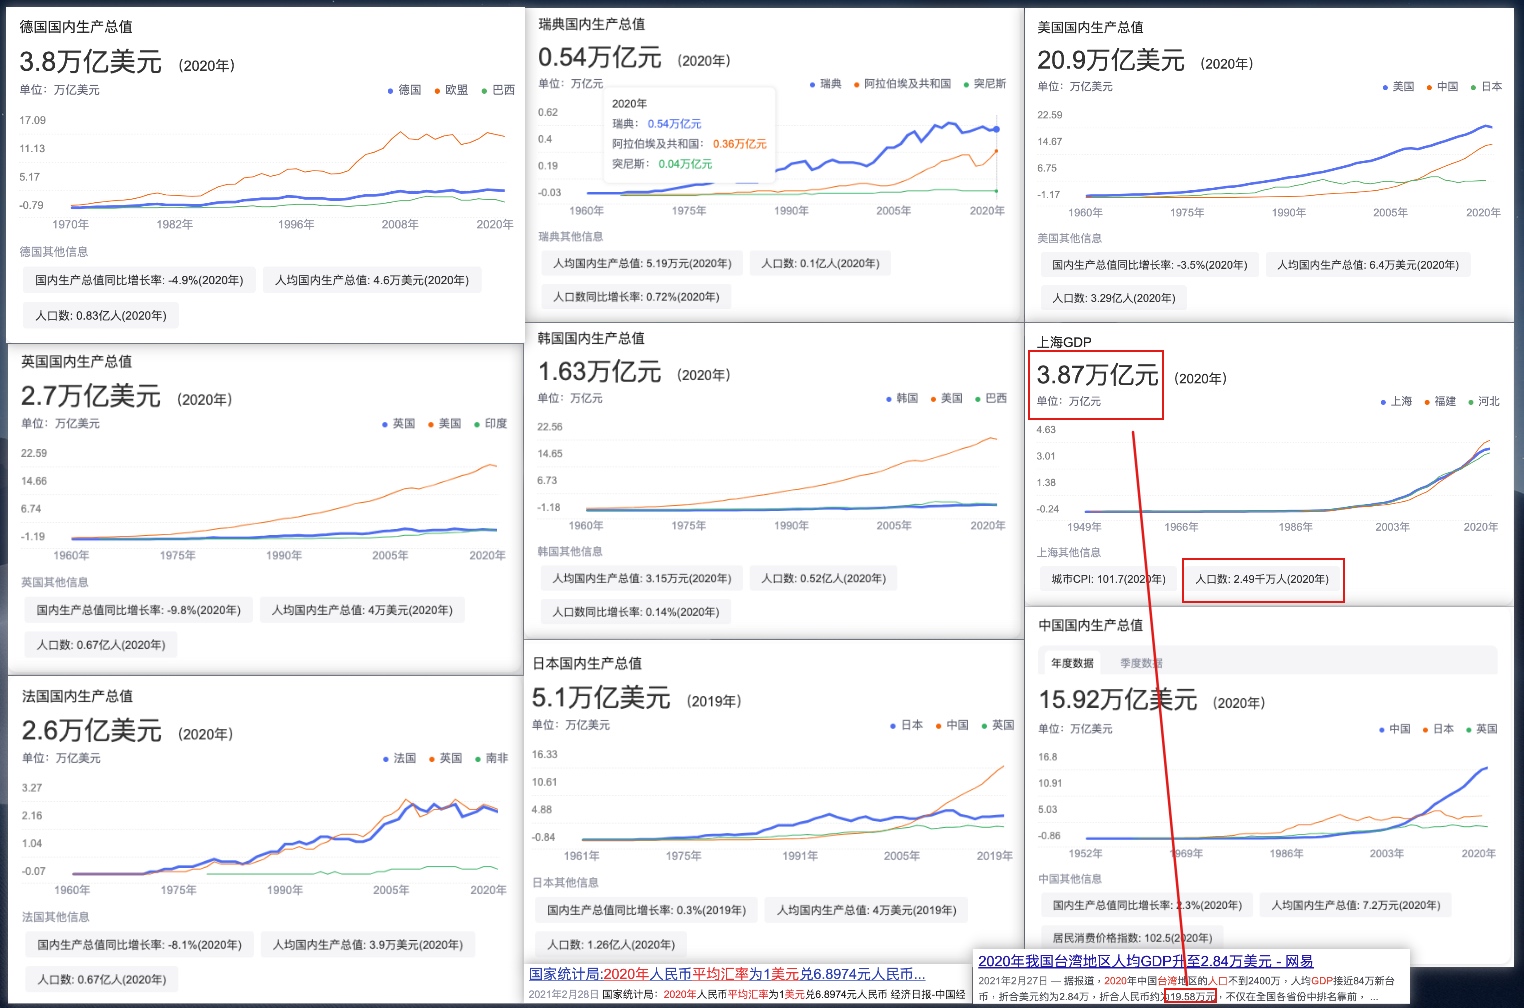 德国国内生产总值
3.8万亿美元 (2020年)
单位：万亿美元
德国 欧盟 巴西
17.09
11.13
5.17
-0.79
1970年 1982年 1996年 2008年 2020年
德国其他信息
国内生产总值同比增长率: -4.9%(2020年) 人均国内生产总值: 4.6万美元(2020年)
人口数: 0.83亿人(2020年)
英国国内生产总值
2.7万亿美元 (2020年)
单位：万亿美元
英国 美国 印度
22.59
14.66
6.74
-1.19
1960年 1975年 1990年 2005年 2020年
英国其他信息
国内生产总值同比增长率: -9.8%(2020年) 人均国内生产总值: 4万美元(2020年)
人口数: 0.67亿人(2020年)
法国国内生产总值
2.6万亿美元 (2020年)
单位：万亿美元
法国 英国 南非
3.27
2.16
1.04
-0.07
1960年 1975年 1990年 2005年 2020年
法国其他信息
国内生产总值同比增长率: -8.1%(2020年) 人均国内生产总值: 3.9万美元(2020年)
人口数: 0.67亿人(2020年)
瑞典国内生产总值
0.54万亿元 (2020年)
单位：万亿元
瑞典 阿拉伯埃及共和国 突尼斯
2020年
瑞典：0.54万亿元
阿拉伯埃及共和国：0.36万亿元
突尼斯：0.04万亿元
0.62
0.4
0.19
-0.03
1960年 1975年 1990年 2005年 2020年
瑞典其他信息
人均国内生产总值: 5.19万元(2020年) 人口数: 0.1亿人(2020年)
人口数同比增长率: 0.72%(2020年)
韩国国内生产总值
1.63万亿元 (2020年)
单位：万亿元
韩国 美国 巴西
22.56
14.65
6.73
-1.18
1960年 1975年 1990年 2005年 2020年
韩国其他信息
人均国内生产总值: 3.15万元(2020年) 人口数: 0.52亿人(2020年)
人口数同比增长率: 0.14%(2020年)
日本国内生产总值
5.1万亿美元 (2019年)
单位：万亿美元
日本 中国 英国
16.33
10.61
4.88
-0.84
1961年 1975年 1991年 2005年 2019年
日本其他信息
国内生产总值同比增长率: 0.3%(2019年) 人均国内生产总值: 4万美元(2019年)
人口数: 1.26亿人(2019年)
国家统计局:2020年人民币平均汇率为1美元兑6.8974元人民币...
2021年2月28日 国家统计局：2020年人民币平均汇率为1美元兑6.8974元人民币 经济日报-中国经
美国国内生产总值
20.9万亿美元 (2020年)
单位：万亿美元
美国 中国 日本
22.59
14.67
6.75
-1.17
1960年 1975年 1990年 2005年 2020年
美国其他信息
国内生产总值同比增长率: -3.5%(2020年) 人均国内生产总值: 6.4万美元(2020年)
人口数: 3.29亿人(2020年)
上海GDP
3.87万亿元 (2020年)
单位：万亿元
上海 福建 河北
4.63
3.01
1.38
-0.24
1949年 1966年 1986年 2003年 2020年
上海其他信息
城市CPI: 101.7(2020年) 人口数: 2.49千万人(2020年)
中国国内生产总值
年度数据 季度数据
15.92万亿美元 (2020年)
单位：万亿美元
中国 日本 英国
16.8
10.91
5.03
-0.86
1952年 1969年 1986年 2003年 2020年
中国其他信息
国内生产总值同比增长率: 2.3%(2020年) 人均国内生产总值: 7.2万元(2020年)
居民消费价格指数: 102.5(2020年)
2020年我国台湾地区人均GDP升至2.84万美元 - 网易
2021年2月27日 — 据报道，2020年中国台湾地区的人口不到2400万，人均GDP接近84万新台
币，折合美元约为2.84万，折合人民币约为19.58万元，不仅在全国各省份中排名靠前， ...